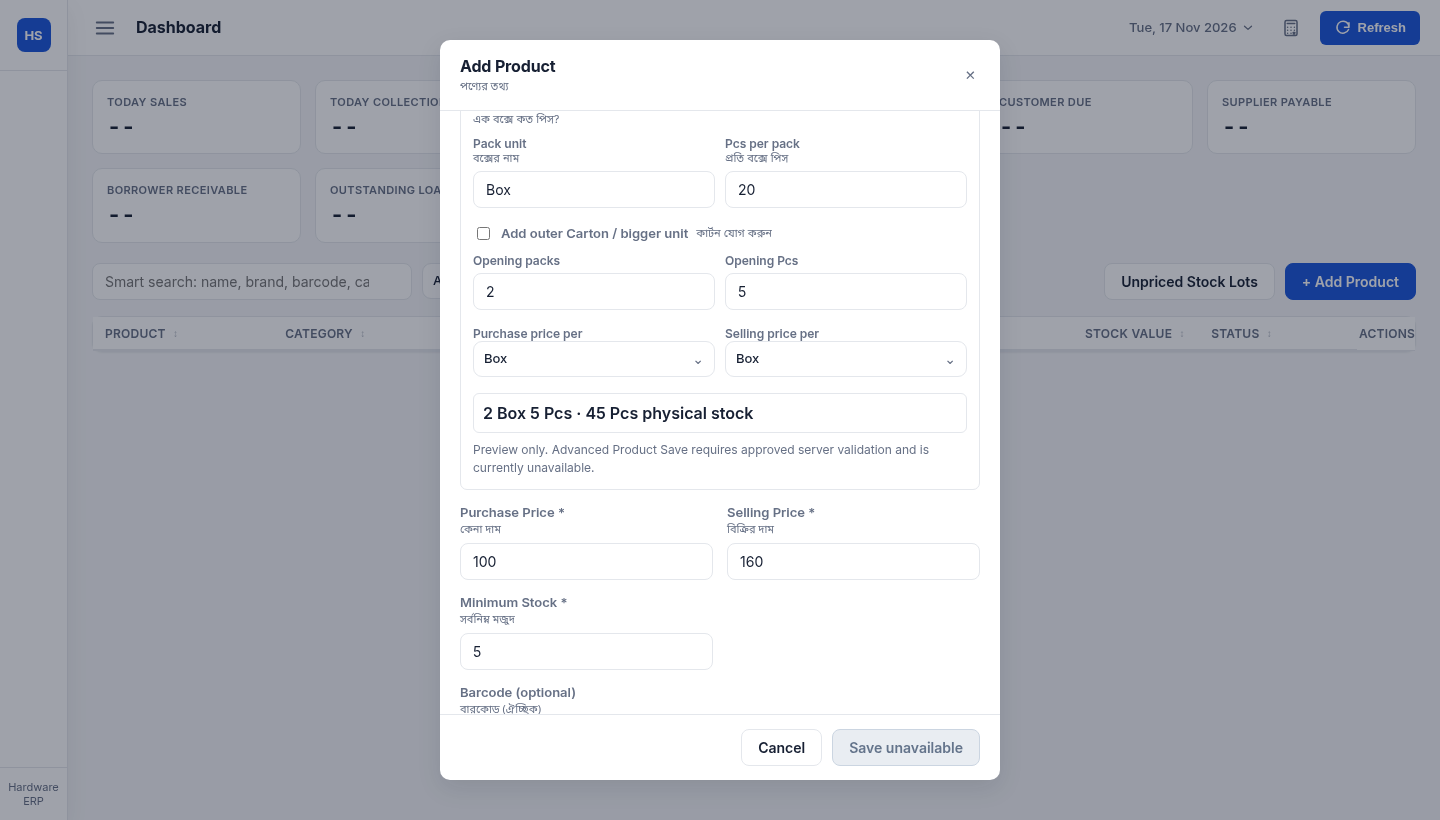 HS
Dashboard
Tue, 17 Nov 2026
Refresh
TODAY SALES
--
TODAY COLLECTIO
--
CUSTOMER DUE
--
SUPPLIER PAYABLE
--
BORROWER RECEIVABLE
--
OUTSTANDING LOA
--
Smart search: name, brand, barcode, ca
A
Unpriced Stock Lots
+ Add Product
PRODUCT
CATEGORY
STOCK VALUE
STATUS
ACTIONS
Hardware
ERP
Add Product
পণ্যের তথ্য
×
এক বক্সে কত পিস?
Pack unit
বক্সের নাম
Box
Pcs per pack
প্রতি বক্সে পিস
20
Add outer Carton / bigger unit কার্টন যোগ করুন
Opening packs
2
Opening Pcs
5
Purchase price per
Box
Selling price per
Box
2 Box 5 Pcs · 45 Pcs physical stock
Preview only. Advanced Product Save requires approved server validation and is
currently unavailable.
Purchase Price *
কেনা দাম
100
Selling Price *
বিক্রির দাম
160
Minimum Stock *
সর্বনিম্ন মজুদ
5
Barcode (optional)
বারকোড (ঐচ্ছিক)
Cancel
Save unavailable